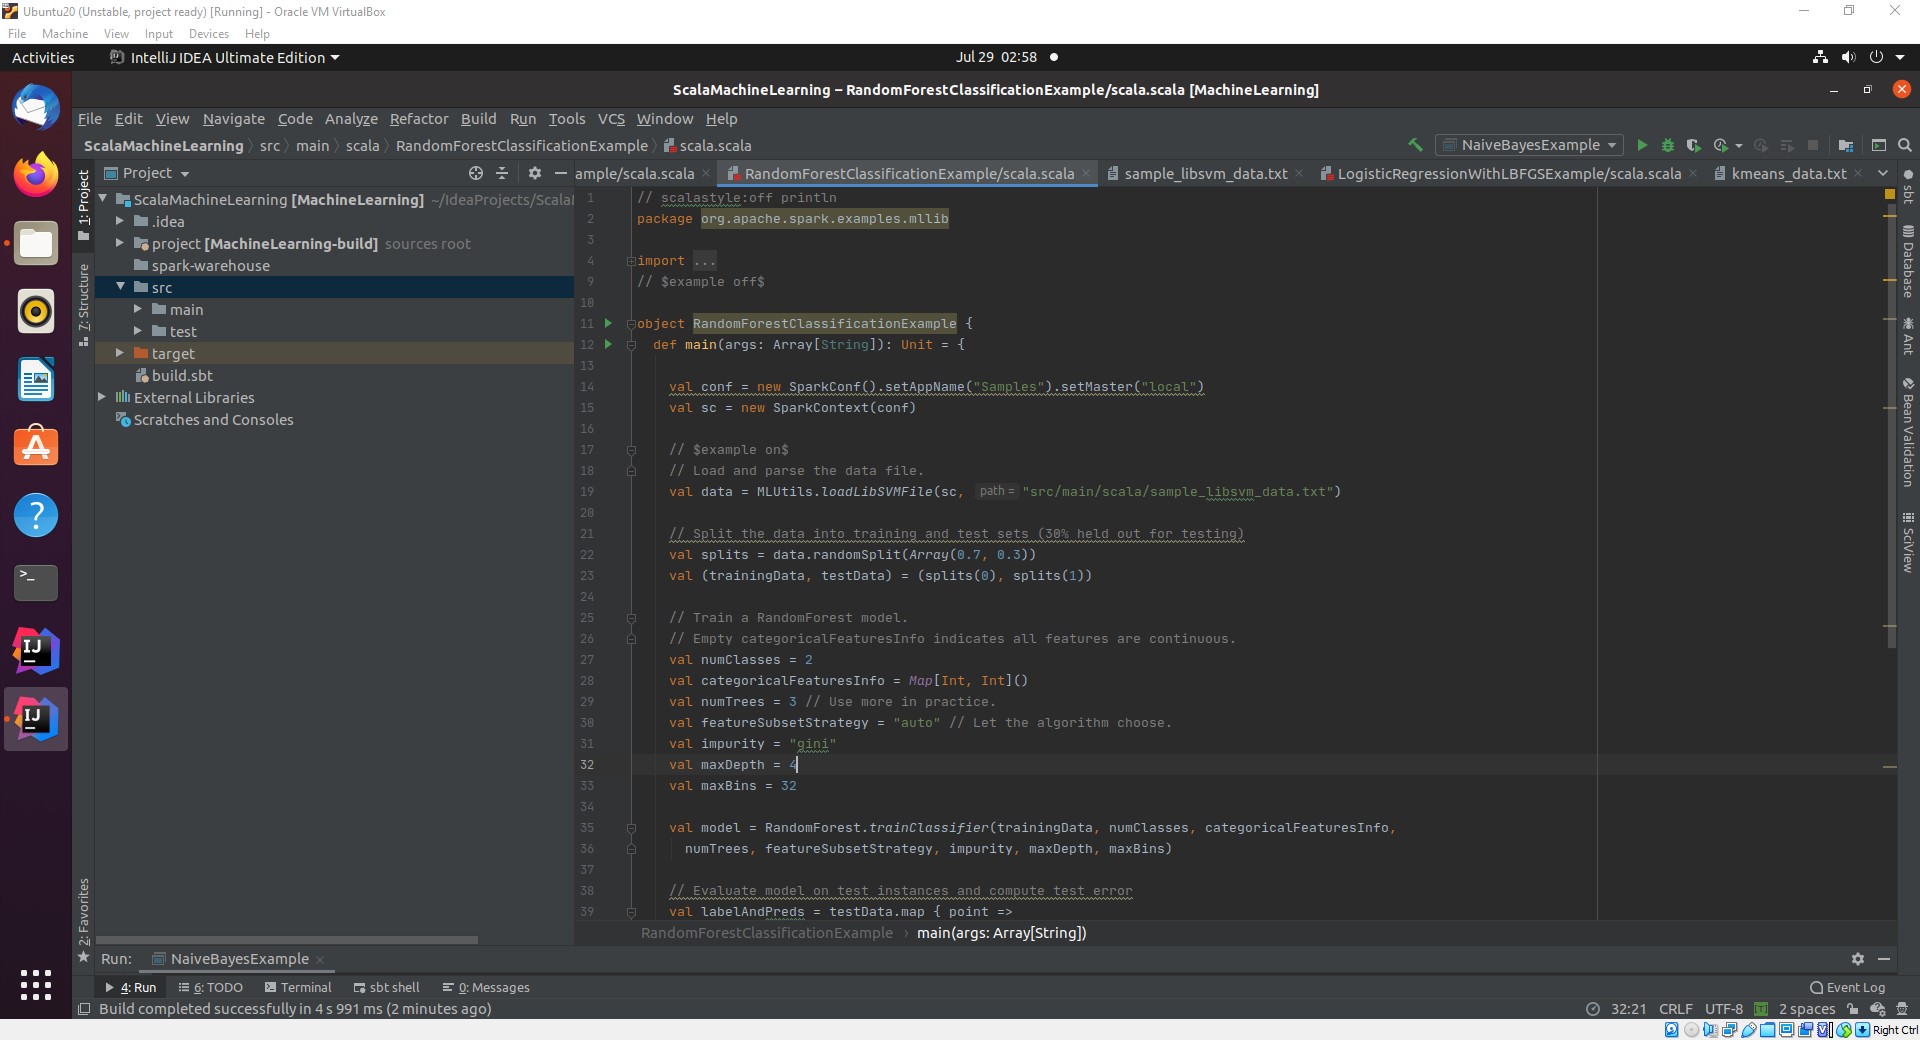 Ubuntu20 (Unstable, project ready) [Running] - Oracle VM VirtualBox
File Machine View Input Devices Help
Activities IntelliJ IDEA Ultimate Edition Jul 29 02:58
ScalaMachineLearning – RandomForestClassificationExample/scala.scala [MachineLearning]
File Edit View Navigate Code Analyze Refactor Build Run Tools VCS Window Help
ScalaMachineLearning src main scala RandomForestClassificationExample scala.scala NaiveBayesExample
1: Project
7: Structure
2: Favorites
Project
ScalaMachineLearning [MachineLearning] ~/IdeaProjects/Scala
.idea
project [MachineLearning-build] sources root
spark-warehouse
src
main
test
target
build.sbt
External Libraries
Scratches and Consoles
ample/scala.scala RandomForestClassificationExample/scala.scala sample_libsvm_data.txt LogisticRegressionWithLBFGSExample/scala.scala kmeans_data.txt
1 // scalastyle:off println
2 package org.apache.spark.examples.mllib
3
4 import ...
9 // $example off$
10
11 object RandomForestClassificationExample {
12 def main(args: Array[String]): Unit = {
13
14 val conf = new SparkConf().setAppName("Samples").setMaster("local")
15 val sc = new SparkContext(conf)
16
17 // $example on$
18 // Load and parse the data file.
19 val data = MLUtils.loadLibSVMFile(sc, path = "src/main/scala/sample_libsvm_data.txt")
20
21 // Split the data into training and test sets (30% held out for testing)
22 val splits = data.randomSplit(Array(0.7, 0.3))
23 val (trainingData, testData) = (splits(0), splits(1))
24
25 // Train a RandomForest model.
26 // Empty categoricalFeaturesInfo indicates all features are continuous.
27 val numClasses = 2
28 val categoricalFeaturesInfo = Map[Int, Int]()
29 val numTrees = 3 // Use more in practice.
30 val featureSubsetStrategy = "auto" // Let the algorithm choose.
31 val impurity = "gini"
32 val maxDepth = 4
33 val maxBins = 32
34
35 val model = RandomForest.trainClassifier(trainingData, numClasses, categoricalFeaturesInfo,
36 numTrees, featureSubsetStrategy, impurity, maxDepth, maxBins)
37
38 // Evaluate model on test instances and compute test error
39 val labelAndPreds = testData.map { point =>
RandomForestClassificationExample main(args: Array[String])
sbt
Database
Ant
Bean Validation
SciView
Run: NaiveBayesExample
4: Run 6: TODO Terminal sbt shell 0: Messages Event Log
Build completed successfully in 4 s 991 ms (2 minutes ago) 32:21 CRLF UTF-8 2 spaces
Right Ctrl